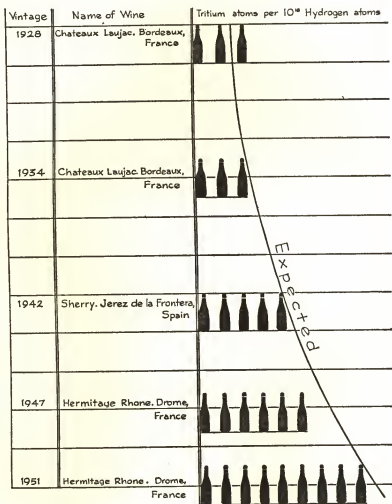 Vintage Name of Wine Tritium atoms per 10¹⁸ Hydrogen atoms
1928 Chateaux Laujac. Bordeaux,
France
1934 Chateaux Laujac. Bordeaux,
France
Expected
1942 Sherry. Jerez de la Frontera,
Spain
1947 Hermitage Rhone. Drome,
France
1951 Hermitage Rhone. Drome,
France